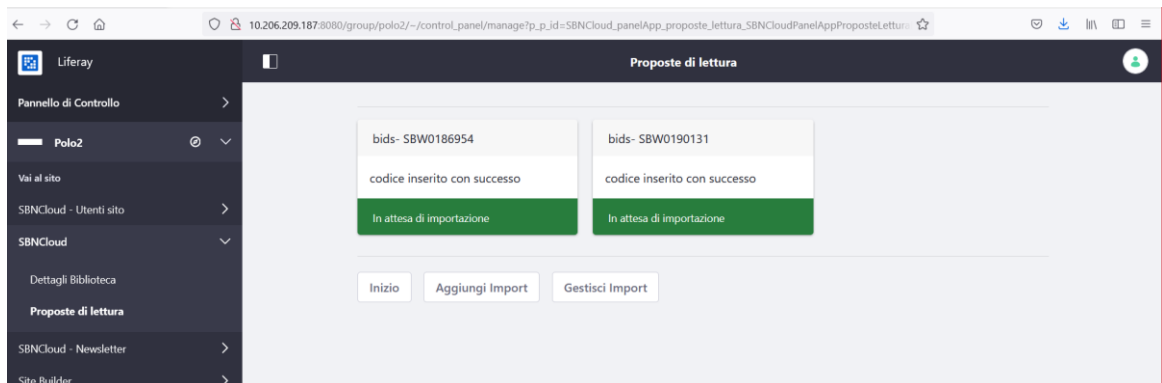 10.206.209.187:8080/group/polo2/~/control_panel/manage?p_p_id=SBNCloud_panelApp_proposte_lettura_SBNCloudPanelAppProposteLettura
Liferay
Proposte di lettura
Pannello di Controllo
Polo2
Vai al sito
SBNCloud - Utenti sito
SBNCloud
Dettagli Biblioteca
Proposte di lettura
SBNCloud - Newsletter
Site Builder
bids- SBW0186954
codice inserito con successo
In attesa di importazione
bids- SBW0190131
codice inserito con successo
In attesa di importazione
Inizio
Aggiungi Import
Gestisci Import